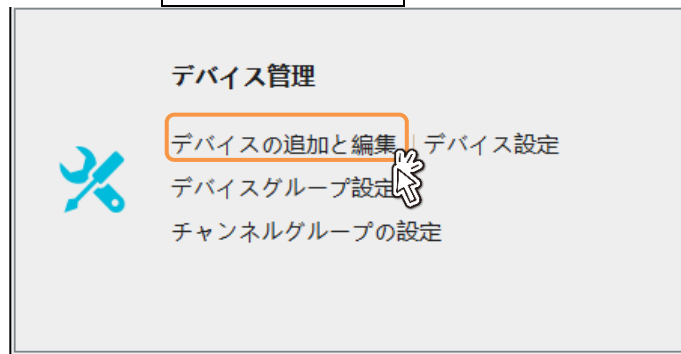 デバイス管理
デバイスの追加と編集 | デバイス設定
デバイスグループ設定
チャンネルグループの設定